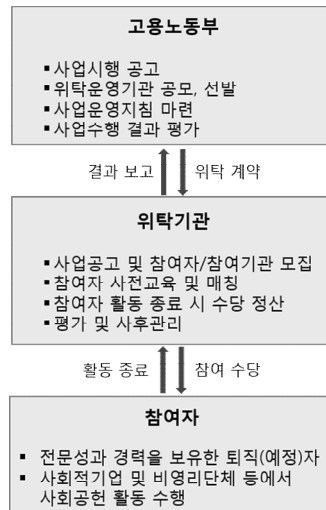 고용노동부
▪사업시행 공고
▪위탁운영기관 공모, 선발
▪사업운영지침 마련
▪사업수행 결과 평가
결과 보고 위탁 계약
위탁기관
▪사업공고 및 참여자/참여기관 모집
▪참여자 사전교육 및 매칭
▪참여자 활동 종료 시 수당 정산
▪평가 및 사후관리
활동 종료 참여 수당
참여자
▪ 전문성과 경력을 보유한 퇴직(예정)자
▪ 사회적기업 및 비영리단체 등에서
사회공헌 활동 수행